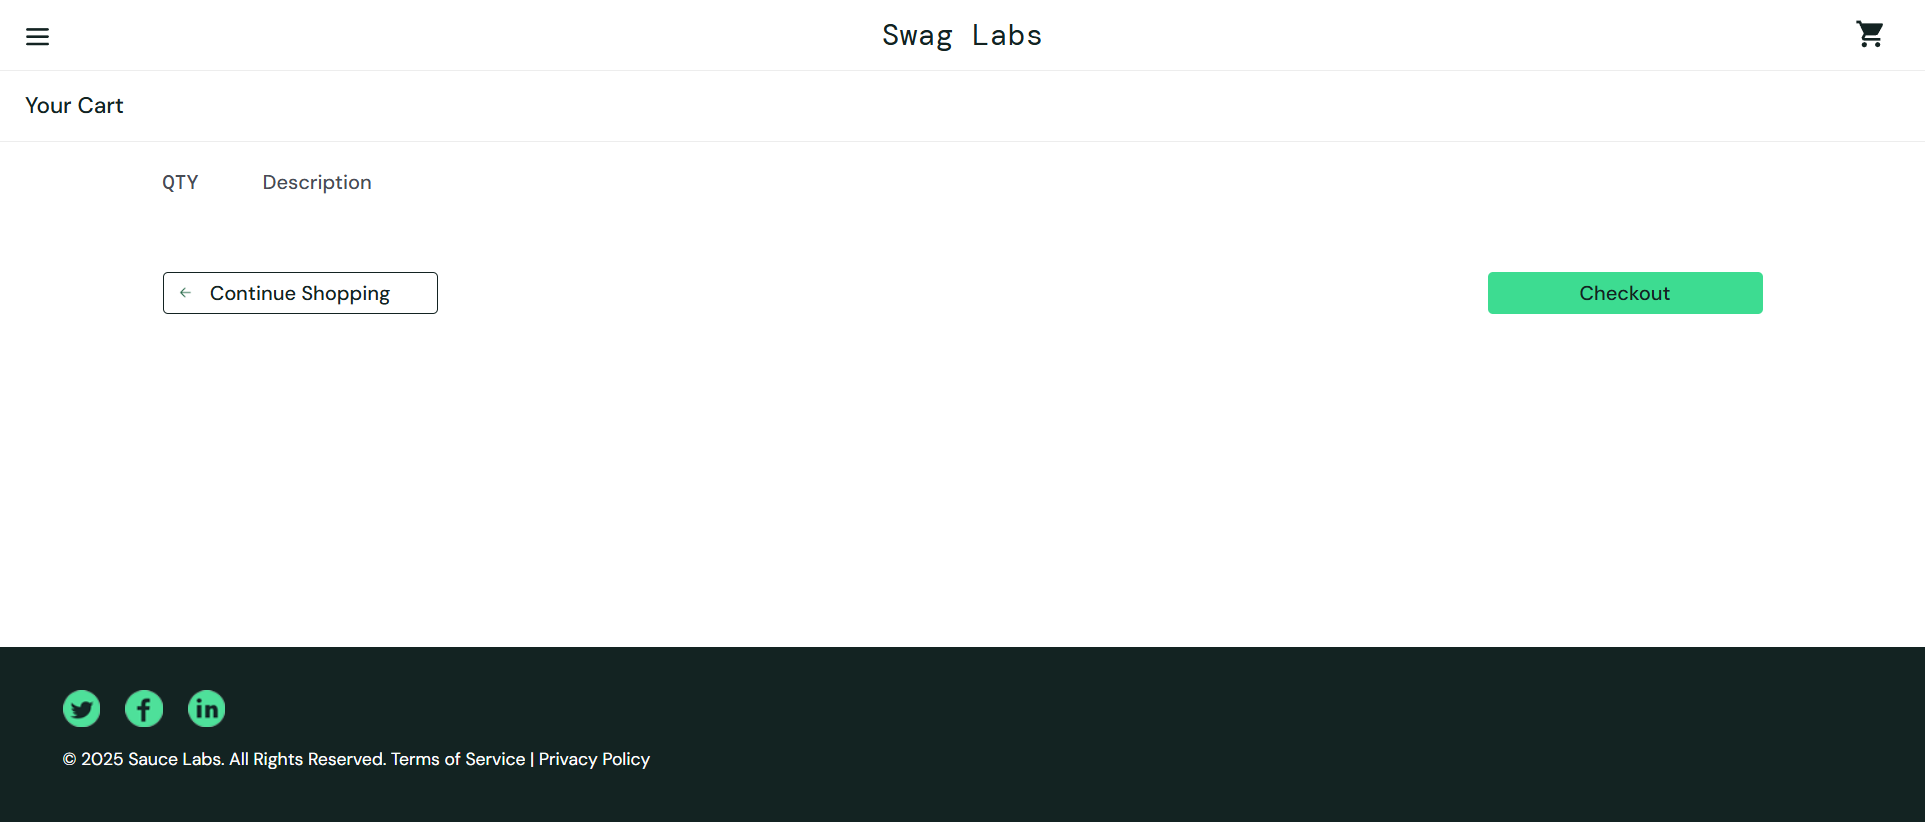 Swag Labs
Your Cart
QTY Description
Continue Shopping
Checkout
© 2025 Sauce Labs. All Rights Reserved. Terms of Service | Privacy Policy